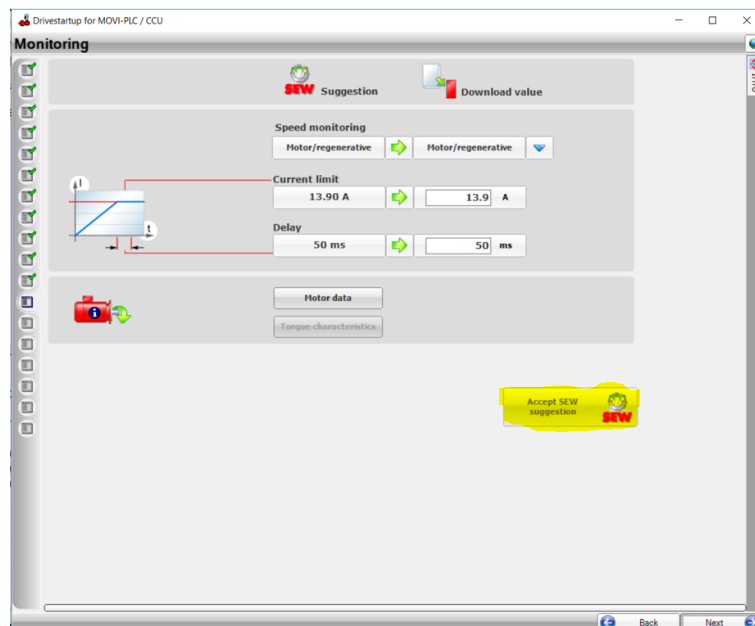 Drivestartup for MOVI-PLC / CCU
Monitoring
SEW Suggestion
Download value
Speed monitoring
Motor/regenerative
Motor/regenerative
Current limit
13.90 A
13.9 A
Delay
50 ms
50 ms
I
t
Motor data
Torque characteristics
Accept SEW
suggestion
SEW
Back
Next